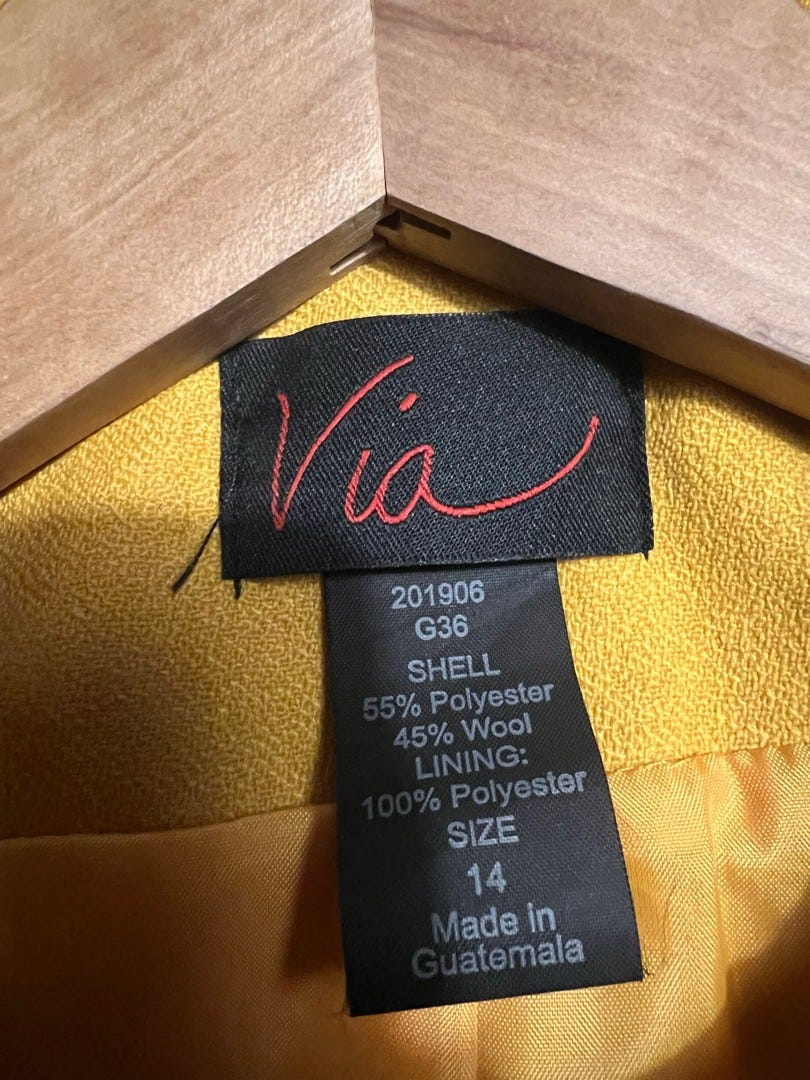 Via
201906
G36
SHELL
55% Polyester
45% Wool
LINING:
100% Polyester
SIZE
14
Made in
Guatemala